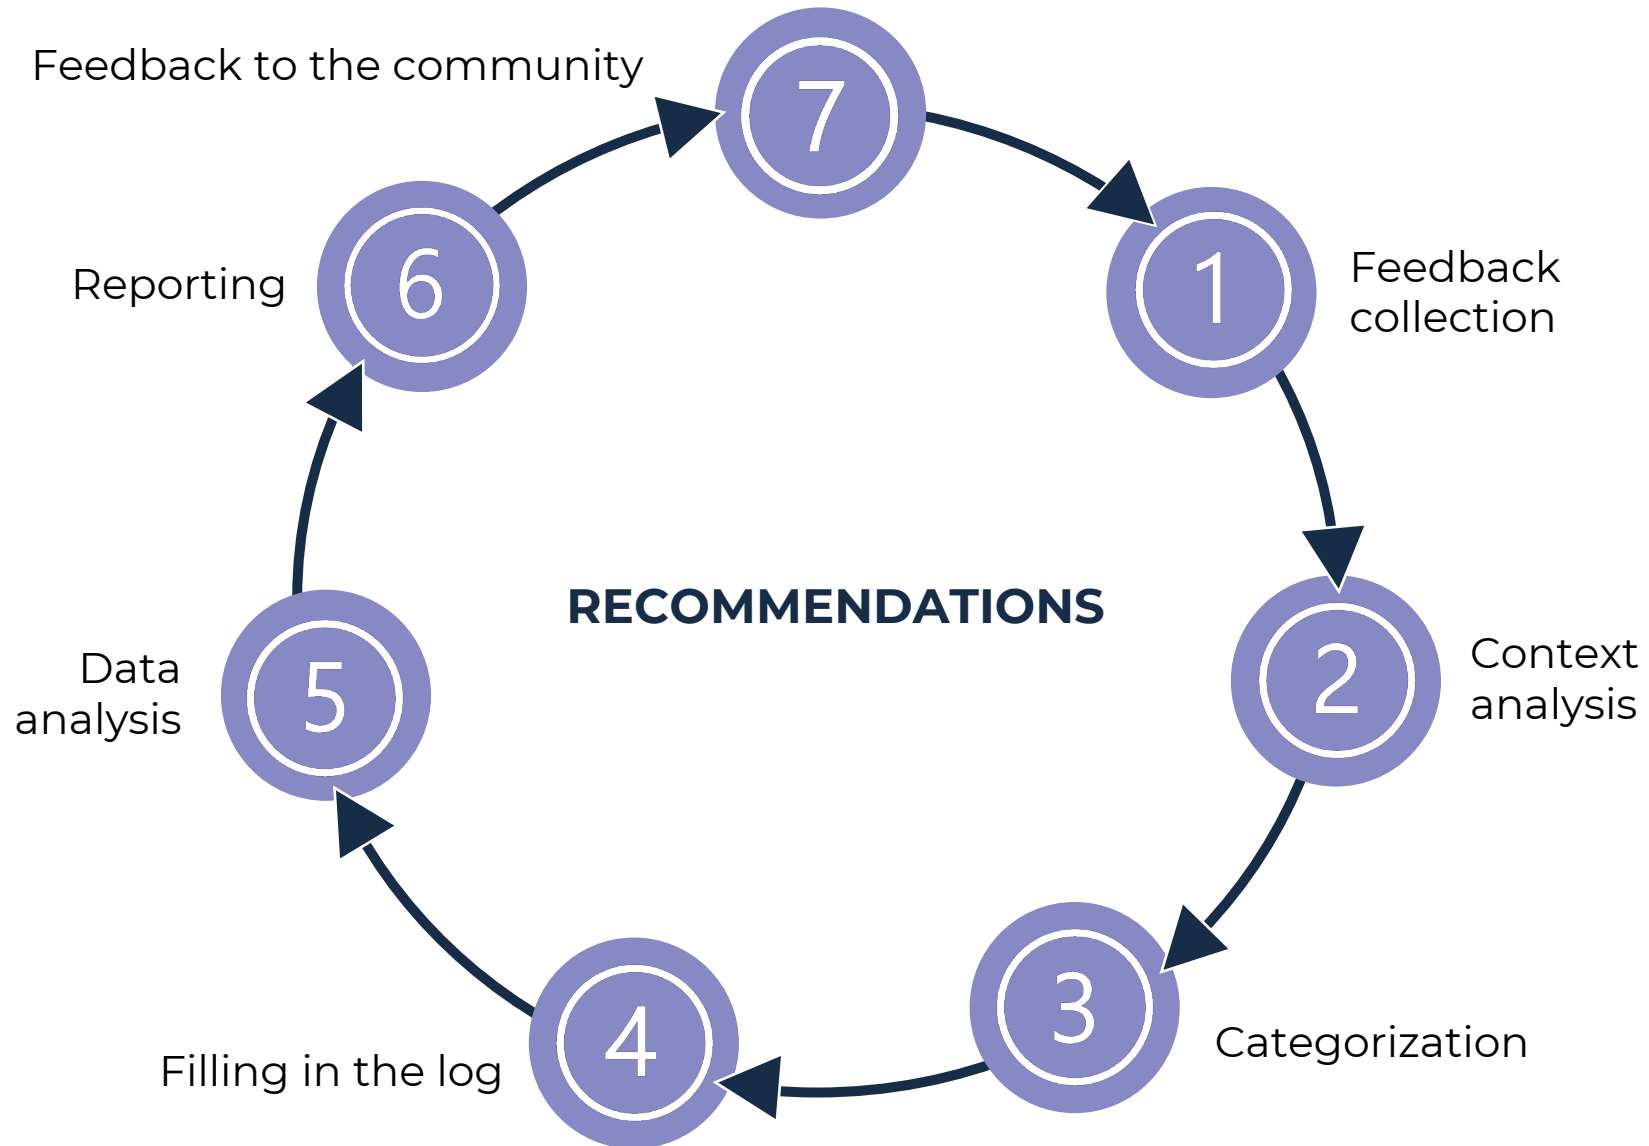 Feedback to the community
7
1
Feedback
collection
6
Reporting
RECOMMENDATIONS
2
Context
analysis
5
Data
analysis
3
Categorization
4
Filling in the log